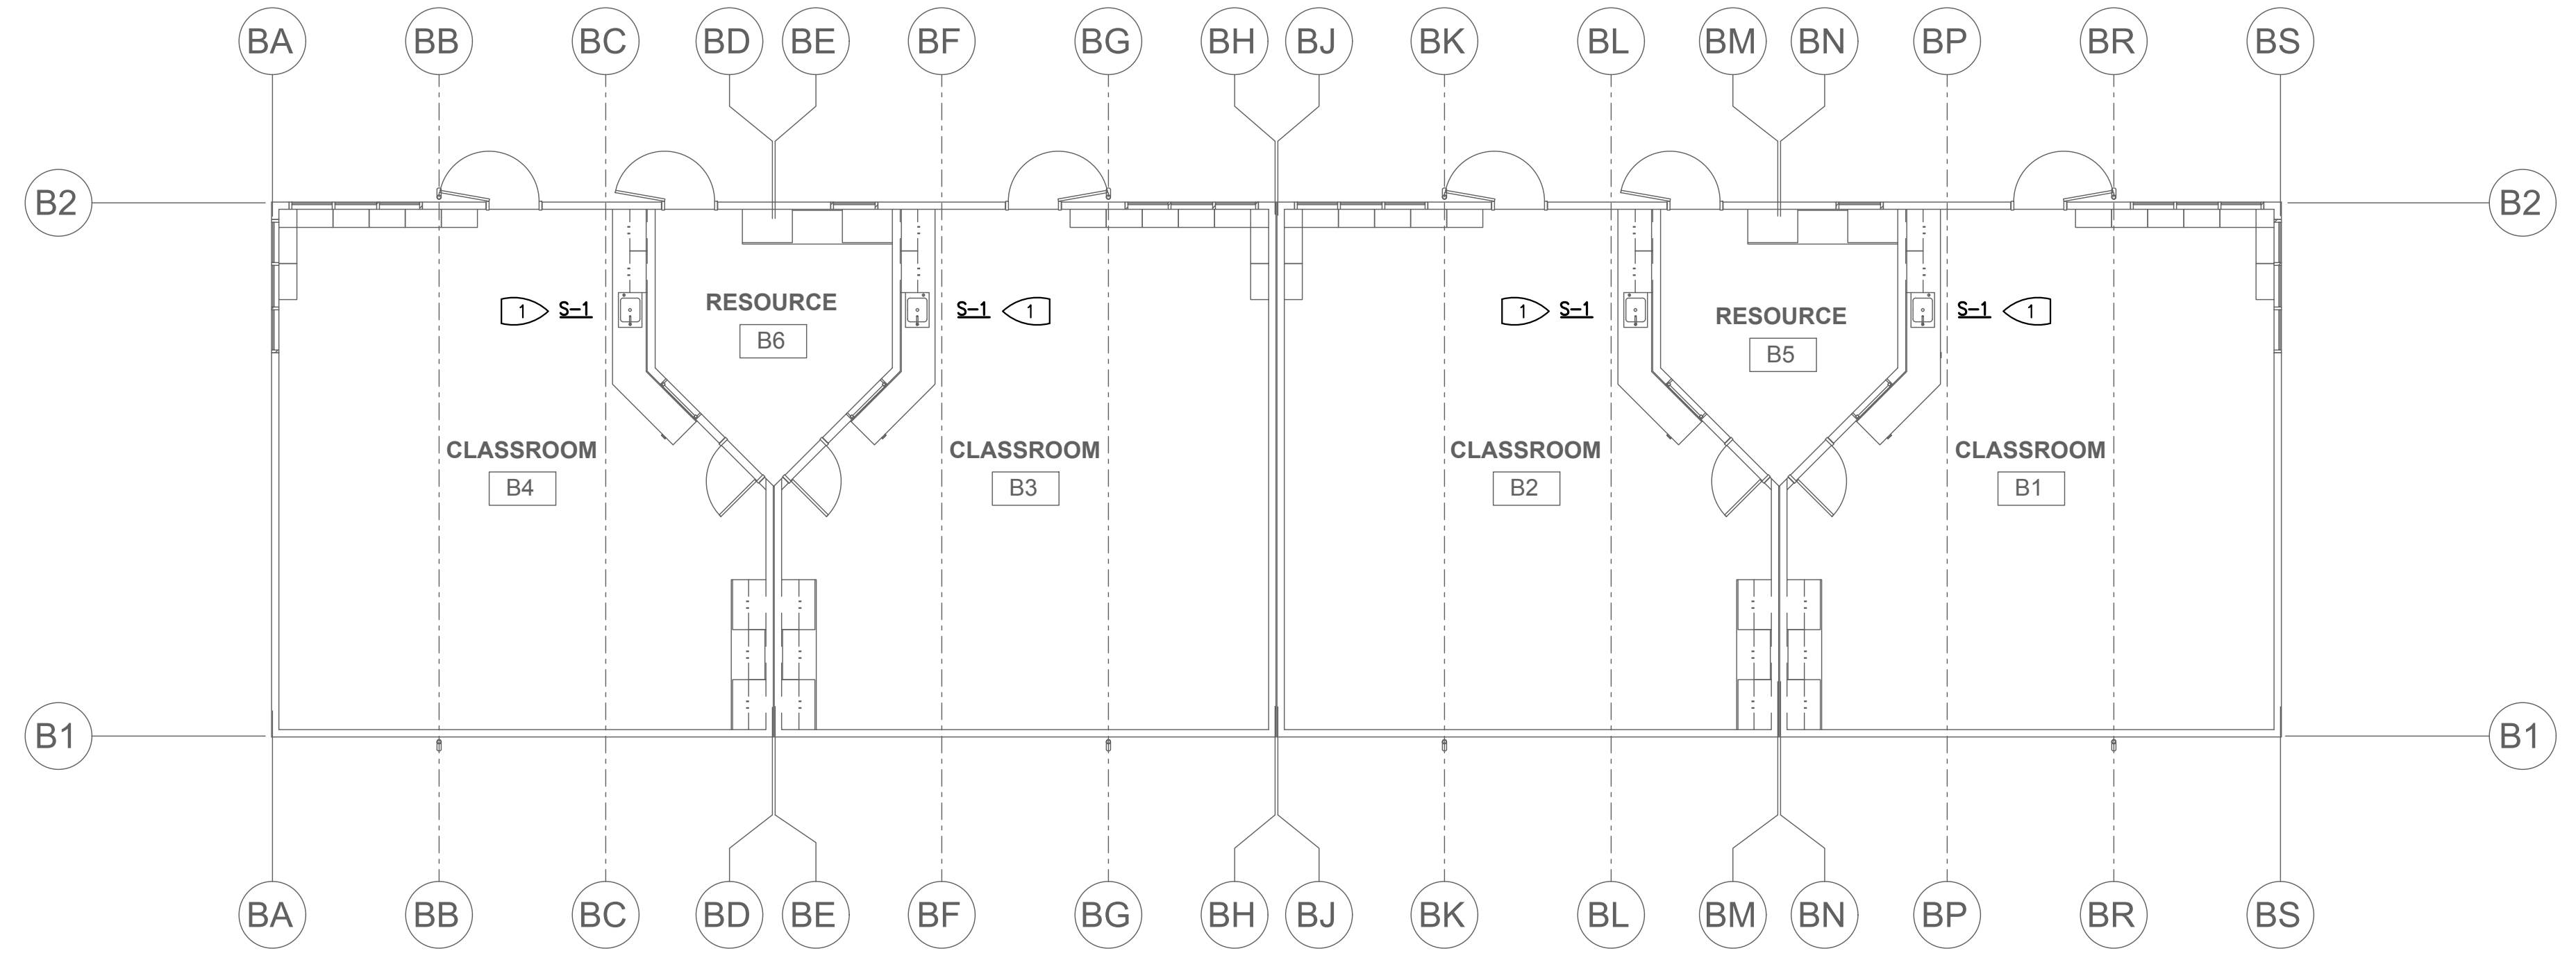 BA BB BC BD BE BF BG BH BJ BK BL BM BN BP BR BS
B2 B2
1 S-1 RESOURCE S-1 1 1 S-1 RESOURCE S-1 1
B6 B5
CLASSROOM CLASSROOM CLASSROOM CLASSROOM
B4 B3 B2 B1
B1 B1
BA BB BC BD BE BF BG BH BJ BK BL BM BN BP BR BS